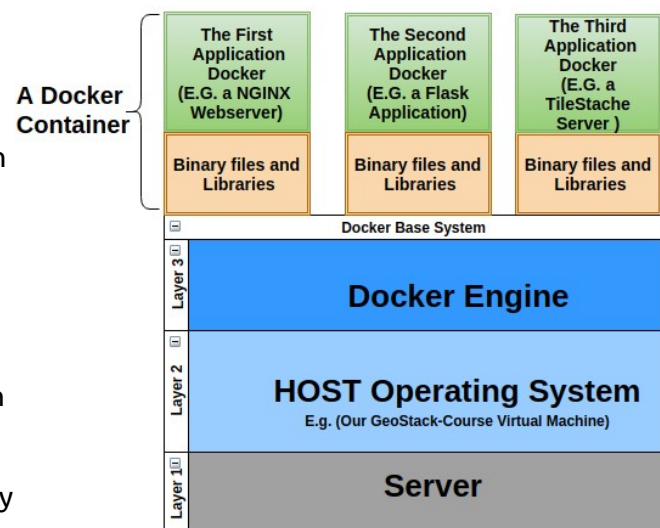 The First
Application
Docker
(E.G. a NGINX
Webserver)
The Second
Application
Docker
(E.G. a Flask
Application)
The Third
Application
Docker
(E.G. a
TileStache
Server )
A Docker
Container
n
Binary files and
Libraries
Binary files and
Libraries
Binary files and
Libraries
Docker Base System
Layer 3
Docker Engine
Layer 2
HOST Operating System
E.g. (Our GeoStack-Course Virtual Machine)
n
Layer 1
Server
y